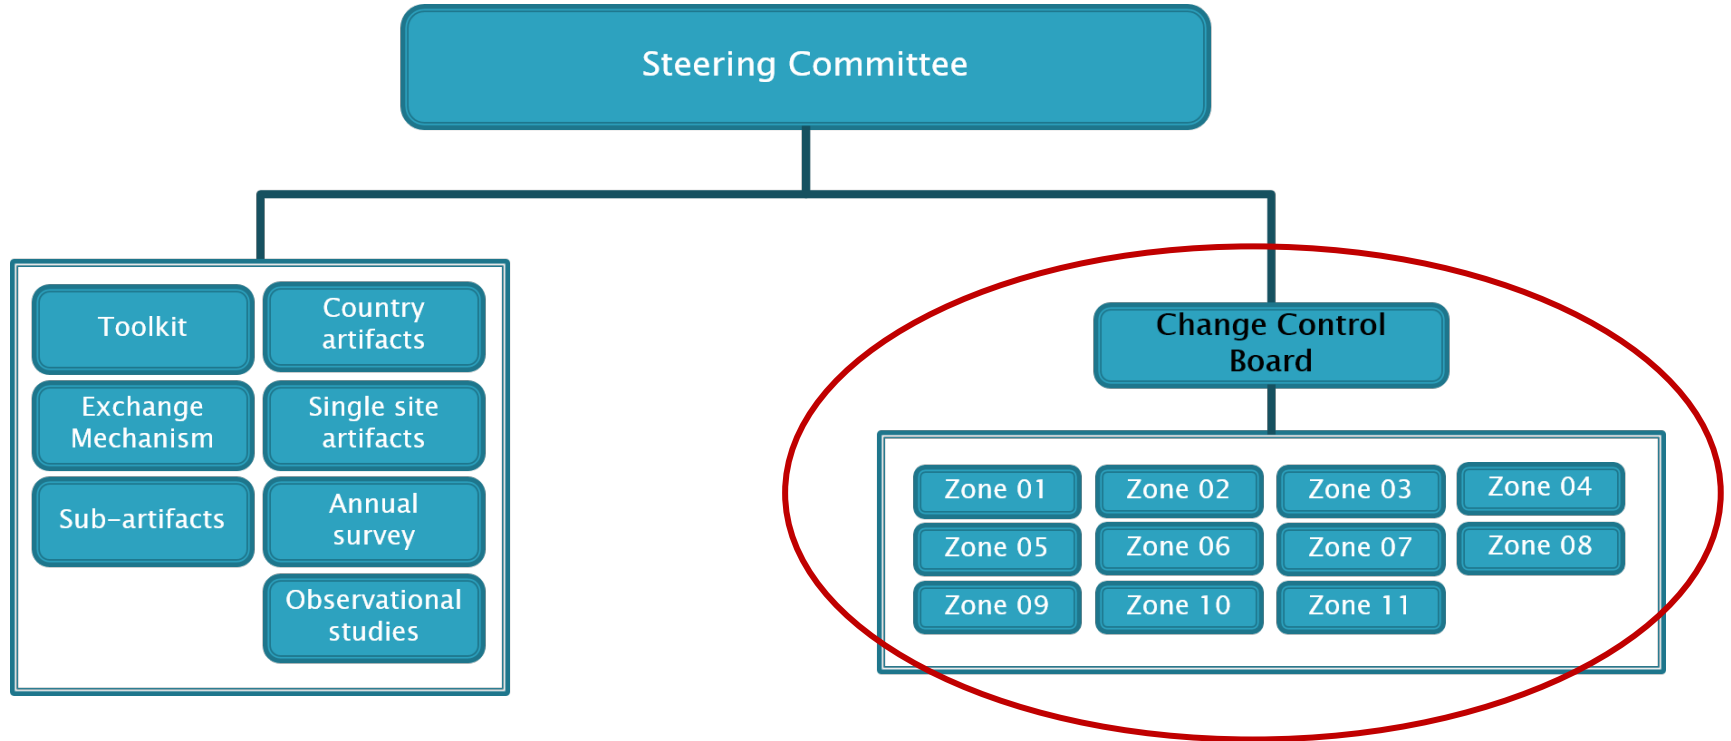 Steering Committee
Toolkit
Country
artifacts
Exchange
Mechanism
Single site
artifacts
Sub-artifacts
Annual
survey
Observational
studies
Change Control
Board
Zone 01
Zone 02
Zone 03
Zone 04
Zone 05
Zone 06
Zone 07
Zone 08
Zone 09
Zone 10
Zone 11